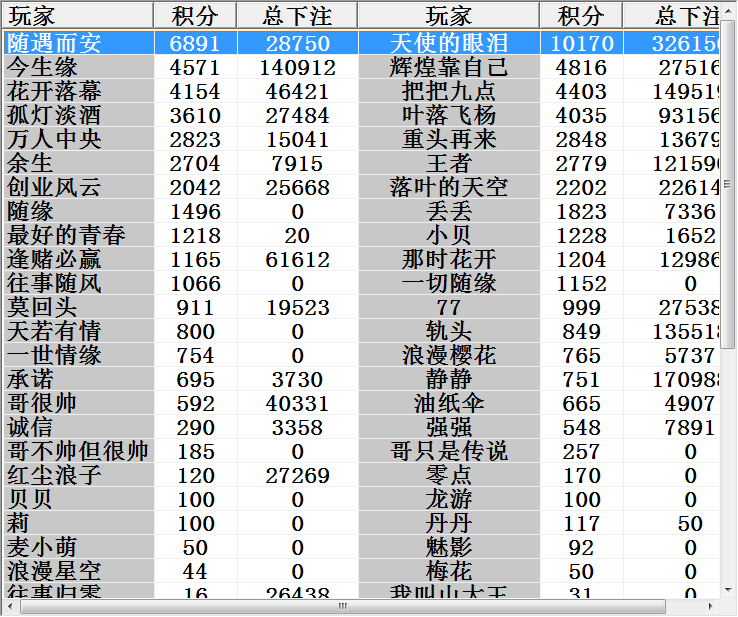 玩家 积分 总下注 玩家 积分 总下注
随遇而安 6891 28750 天使的眼泪 10170 326150
今生缘 4571 140912 辉煌靠自己 4816 27516
花开落幕 4154 46421 把把九点 4403 149519
孤灯淡酒 3610 27484 叶落飞杨 4035 93156
万人中央 2823 15041 重头再来 2848 13679
余生 2704 7915 王者 2779 121590
创业风云 2042 25668 落叶的天空 2202 22614
随缘 1496 0 丢丢 1823 7336
最好的青春 1218 20 小贝 1228 1652
逢赌必赢 1165 61612 那时花开 1204 12986
往事随风 1066 0 一切随缘 1152 0
莫回头 911 19523 77 999 27538
天若有情 800 0 轨头 849 135518
一世情缘 754 0 浪漫樱花 765 5737
承诺 695 3730 静静 751 170988
哥很帅 592 40331 油纸伞 665 4907
诚信 290 3358 强强 548 7891
哥不帅但很帅 185 0 哥只是传说 257 0
红尘浪子 120 27269 零点 170 0
贝贝 100 0 龙游 100 0
莉 100 0 丹丹 117 50
麦小萌 50 0 魅影 92 0
浪漫星空 44 0 梅花 50 0
往事归零 16 26438 我叫山大王 31 0